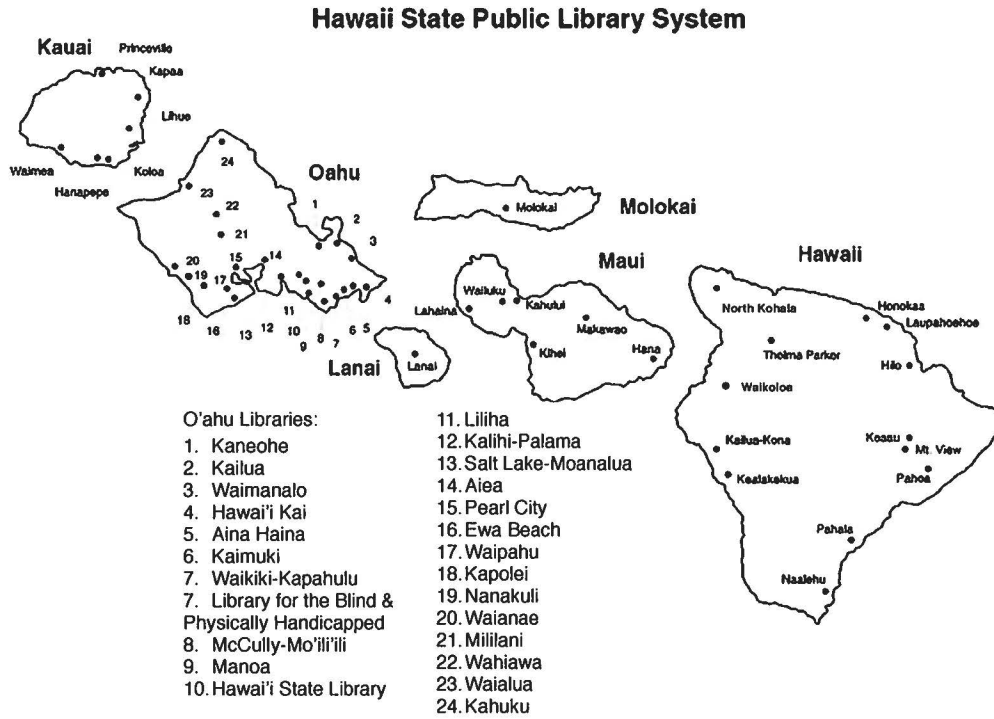 Hawaii State Public Library System
Kauai
Princeville
Kapaa
Lihue
Waimea
Hanapepe
Koloa
Oahu
24
23
22
21
1
2
3
20
19
17
15
14
4
18
16
13
12
11
10
9
8
7
6
5
Molokai
Molokai
Maui
Wailuku
Kahului
Lahaina
Makawao
Kihei
Hana
Lanai
Lanai
Hawaii
North Kohala
Honokaa
Laupahoehoe
Thelma Parker
Hilo
Waikoloa
Kailua-Kona
Keaau
Mt. View
Kealakekua
Pahoa
Pahala
Naalehu
O'ahu Libraries:
1. Kaneohe
2. Kailua
3. Waimanalo
4. Hawai'i Kai
5. Aina Haina
6. Kaimuki
7. Waikiki-Kapahulu
7. Library for the Blind &
Physically Handicapped
8. McCully-Mo'ili'ili
9. Manoa
10. Hawai'i State Library
11. Liliha
12. Kalihi-Palama
13. Salt Lake-Moanalua
14. Aiea
15. Pearl City
16. Ewa Beach
17. Waipahu
18. Kapolei
19. Nanakuli
20. Waianae
21. Mililani
22. Wahiawa
23. Waialua
24. Kahuku